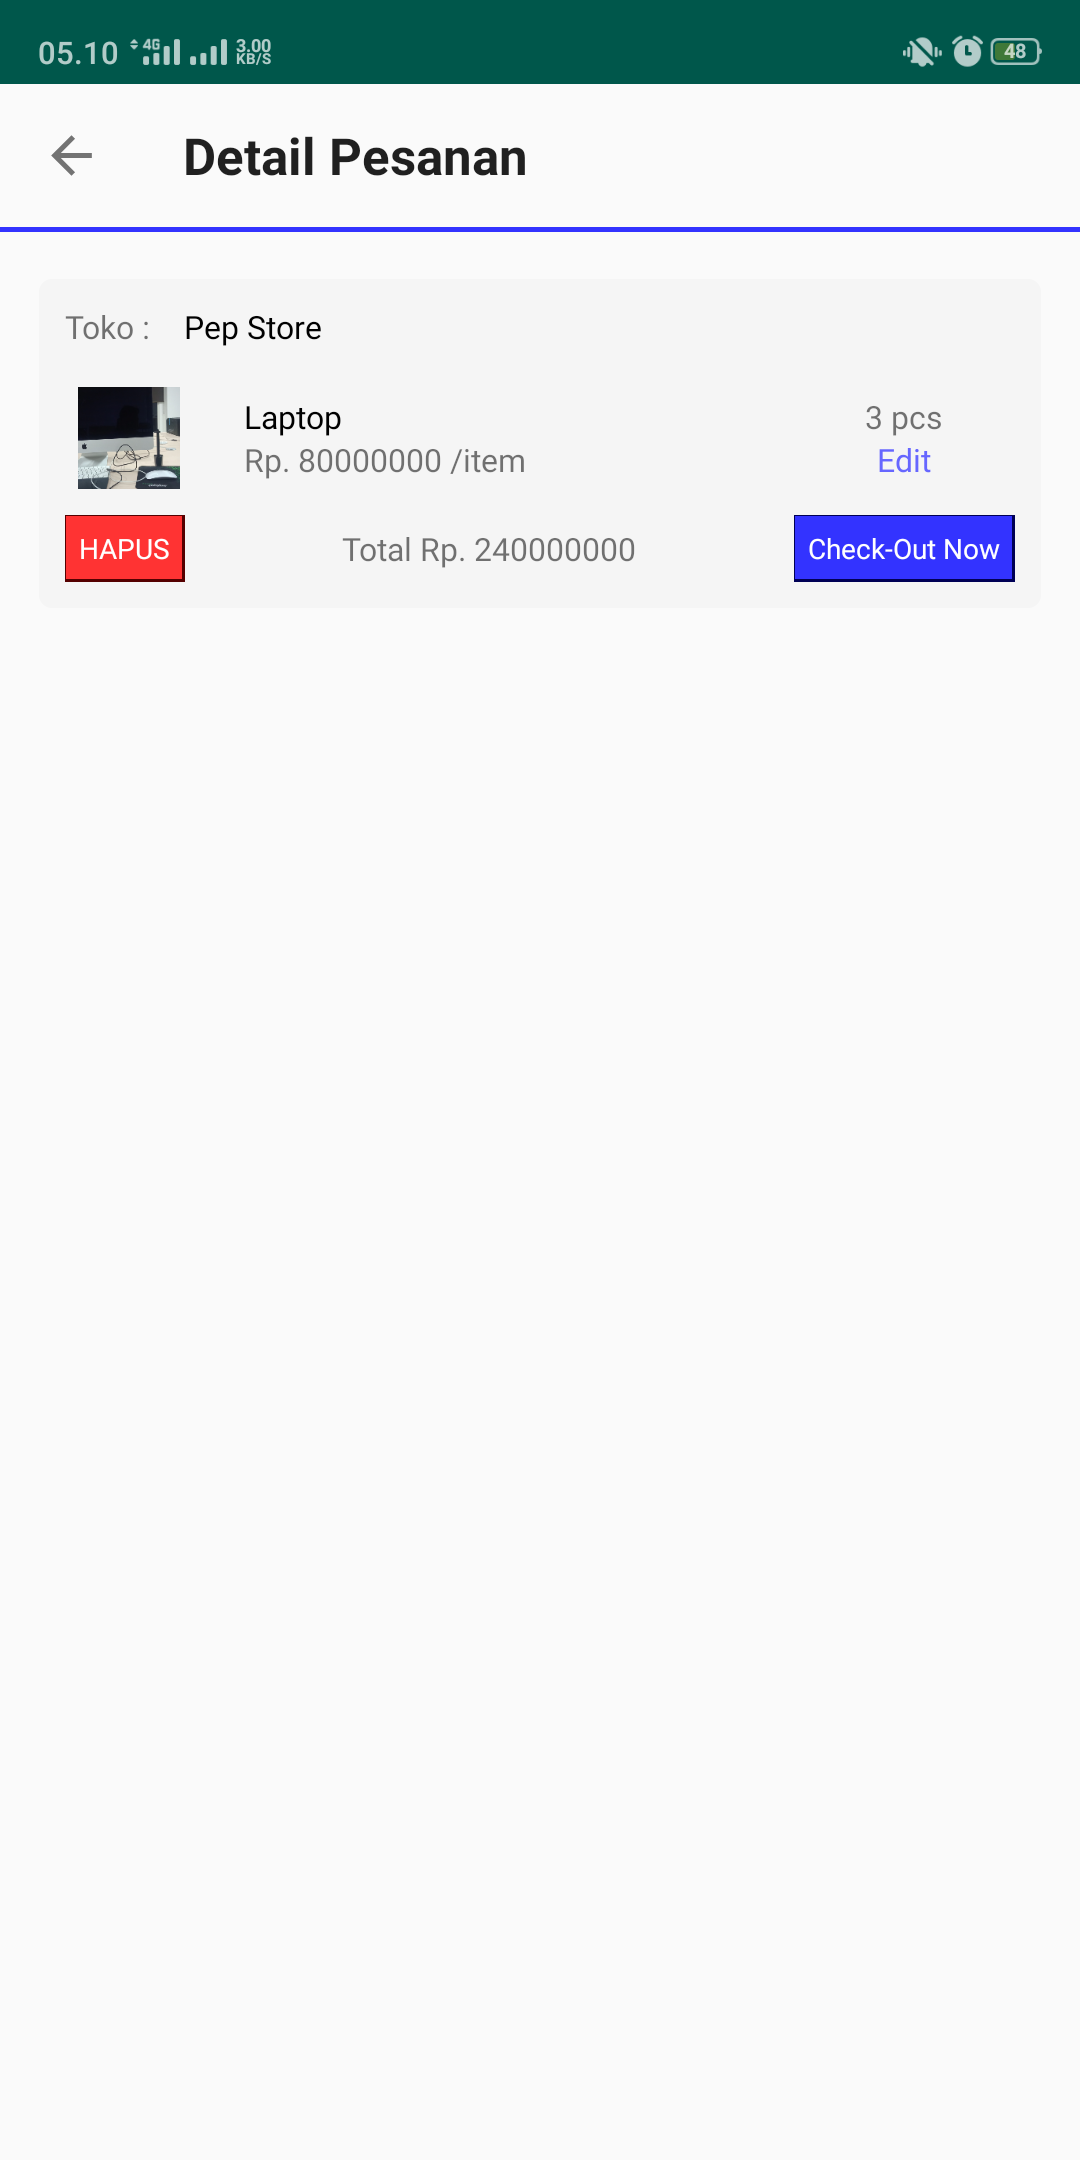 05.10 4G 3.00 KB/S 48
Detail Pesanan
Toko : Pep Store
Laptop 3 pcs
Rp. 80000000 /item Edit
HAPUS Total Rp. 240000000 Check-Out Now